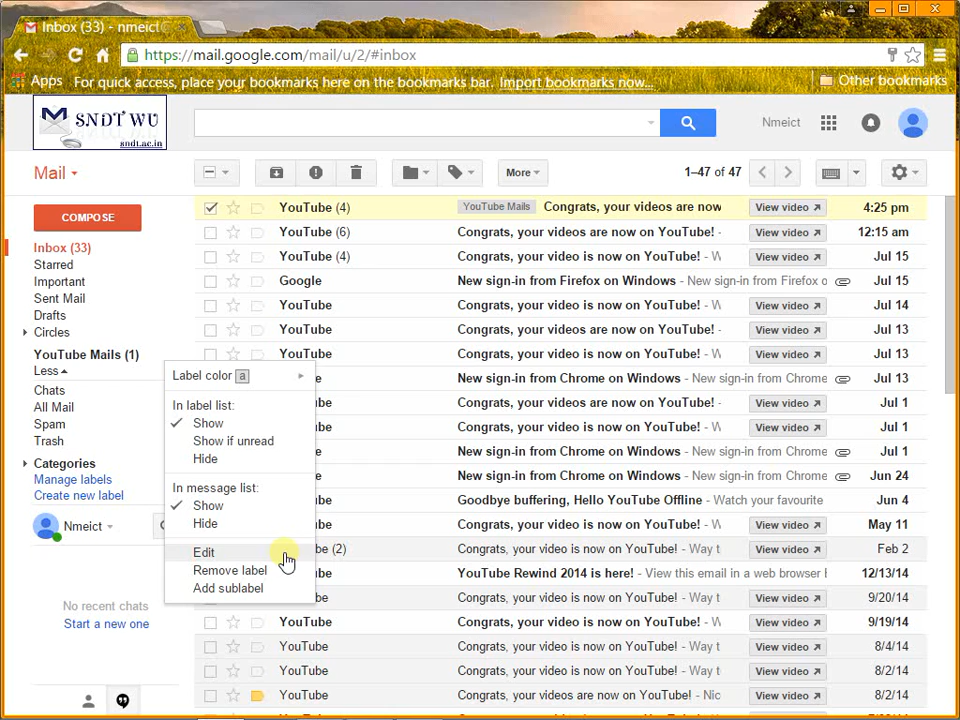 Inbox (33) - nmeict
https://mail.google.com/mail/u/2/#inbox
Apps For quick access, place your bookmarks here on the bookmarks bar. Import bookmarks now... Other bookmarks
SNDT WU
sndt.ac.in
Nmeict
Mail
More
1–47 of 47
COMPOSE
Inbox (33)
Starred
Important
Sent Mail
Drafts
Circles
YouTube Mails (1)
Less
Chats
All Mail
Spam
Trash
Categories
Manage labels
Create new label
Nmeict
No recent chats
Start a new one
YouTube (4) YouTube Mails Congrats, your videos are now View video 4:25 pm
YouTube (6) Congrats, your videos are now on YouTube! - View video 12:15 am
YouTube (4) Congrats, your video is now on YouTube! - W View video Jul 15
Google New sign-in from Firefox on Windows - New sign-in from Firefox o Jul 15
YouTube Congrats, your video is now on YouTube! - W View video Jul 14
YouTube Congrats, your videos are now on YouTube! - View video Jul 13
YouTube Congrats, your video is now on YouTube! - W View video Jul 13
e New sign-in from Chrome on Windows - New sign-in from Chrome Jul 13
ube Congrats, your videos are now on YouTube! - View video Jul 1
ube Congrats, your video is now on YouTube! - W View video Jul 1
e New sign-in from Chrome on Windows - New sign-in from Chrome Jul 1
e New sign-in from Chrome on Windows - New sign-in from Chrome Jun 24
ube Goodbye buffering, Hello YouTube Offline - Watch your favourite Jun 4
ube Congrats, your video is now on YouTube! - W View video May 11
be (2) Congrats, your video is now on YouTube! - Way t View video Feb 2
ube YouTube Rewind 2014 is here! - View this email in a web browser 12/13/14
ube Congrats, your video is now on YouTube! - Way t View video 9/20/14
YouTube Congrats, your video is now on YouTube! - W View video 9/19/14
YouTube Congrats, your video is now on YouTube! - Way t View video 8/4/14
YouTube Congrats, your video is now on YouTube! - Way t View video 8/2/14
YouTube Congrats, your videos are now on YouTube! - Nic View video 8/2/14
Label color a
In label list:
Show
Show if unread
Hide
In message list:
Show
Hide
Edit
Remove label
Add sublabel